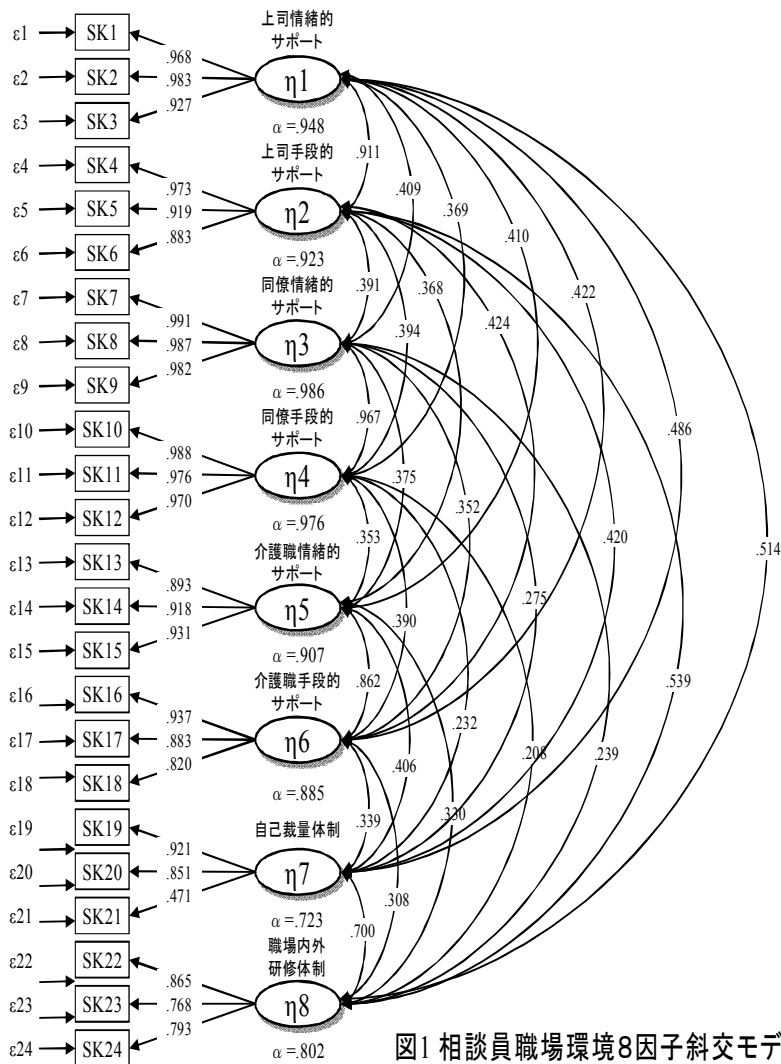 上司情緒的
サポート
ε1 SK1
.968
ε2 SK2 .983 η1
.927
ε3 SK3
α=.948
ε4 SK4
上司手段的
サポート
.911
.973
.409
.369
ε5 SK5 .919 η2
.410
.883
ε6 SK6
α=.923
ε7 SK7
同僚情緒的
サポート
.391
.368
.422
.991
.394
.424
ε8 SK8 .987 η3
.982
ε9 SK9
α=.986
ε10 SK10
同僚手段的
サポート
.967
.486
.988
ε11 SK11 .976 η4
.375
.970
ε12 SK12
.352
.420
α=.976
.353
.514
ε13 SK13
介護職情緒的
サポート
.893
ε14 SK14 .918 η5
.275
.931
.390
ε15 SK15
α=.907
ε16 SK16
介護職手段的
サポート
.862
.539
.937
ε17 SK17 .883 η6
.232
.208
.239
.820
.406
ε18 SK18
α=.885
ε19 SK19
自己裁量体制
.339
.330
.921
ε20 SK20 .851 η7
.471
.308
ε21 SK21
α=.723
.700
ε22 SK22
職場内外
研修体制
.865
ε23 SK23 .768 η8
.793
ε24 SK24
α=.802
図1 相談員職場環境8因子斜交モデ